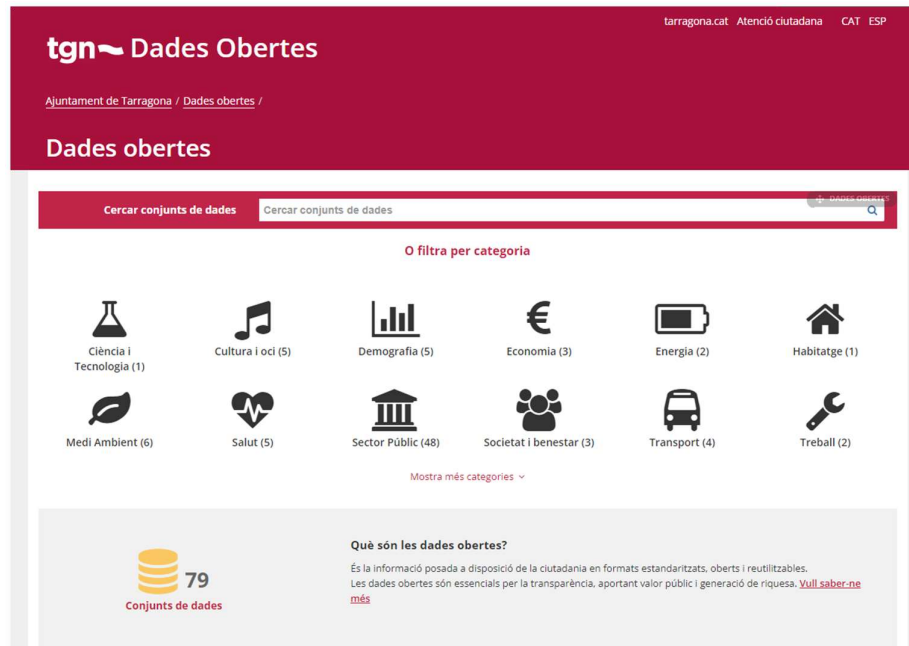 tarragona.cat Atenció ciutadana CAT ESP
tgn Dades Obertes
Ajuntament de Tarragona / Dades obertes /
Dades obertes
Cercar conjunts de dades
Cercar conjunts de dades
DADES OBERTES
O filtra per categoria
Ciència i
Tecnologia (1)
Cultura i oci (5)
Demografia (5)
€
Economia (3)
Energia (2)
Habitatge (1)
Medi Ambient (6)
Salut (5)
Sector Públic (48)
Societat i benestar (3)
Transport (4)
Treball (2)
Mostra més categories
79
Conjunts de dades
Què són les dades obertes?
És la informació posada a disposició de la ciutadania en formats estandaritzats, oberts i reutilitzables.
Les dades obertes són essencials per la transparència, aportant valor públic i generació de riquesa. Vull saber-ne
més